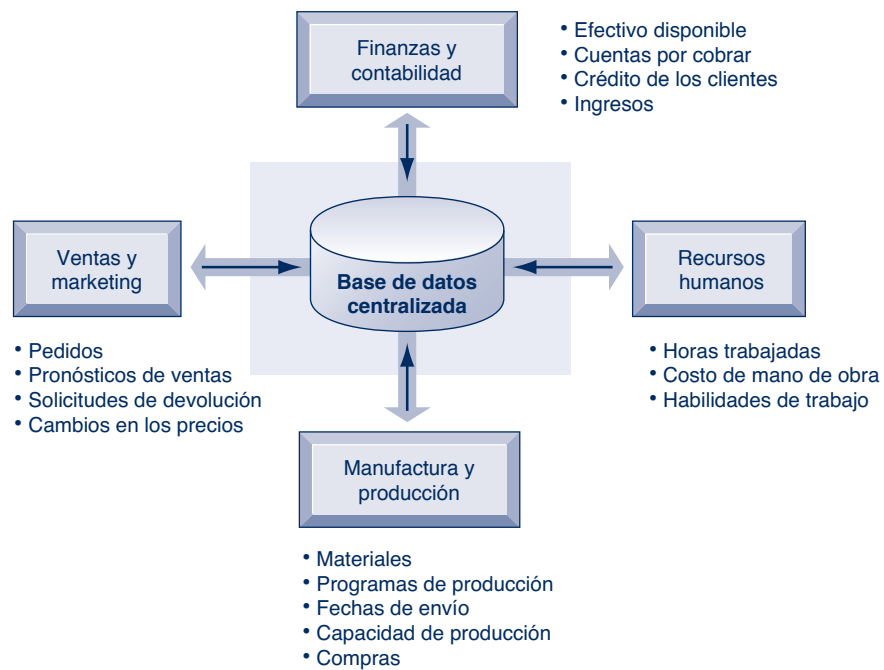 Finanzas y
contabilidad
• Efectivo disponible
• Cuentas por cobrar
• Crédito de los clientes
• Ingresos
Ventas y
marketing
• Pedidos
• Pronósticos de ventas
• Solicitudes de devolución
• Cambios en los precios
Base de datos
centralizada
Recursos
humanos
• Horas trabajadas
• Costo de mano de obra
• Habilidades de trabajo
Manufactura y
producción
• Materiales
• Programas de producción
• Fechas de envío
• Capacidad de producción
• Compras